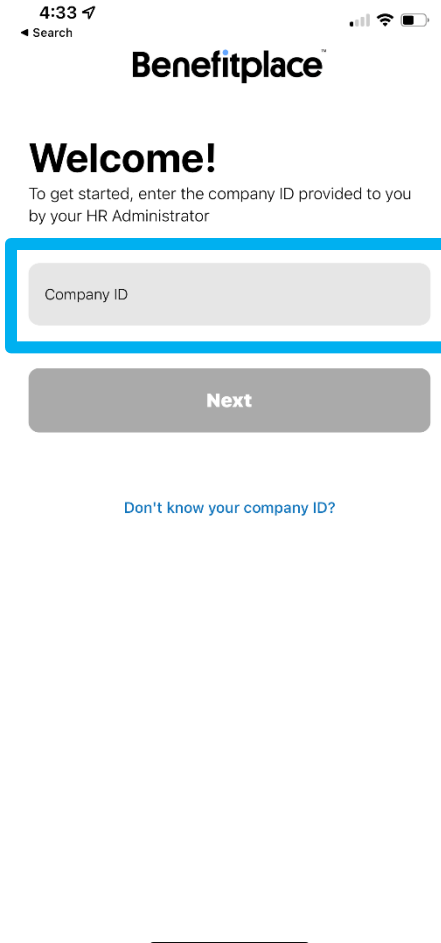 4:33
◀ Search
Benefitplace™
Welcome!
To get started, enter the company ID provided to you
by your HR Administrator
Company ID
Next
Don't know your company ID?